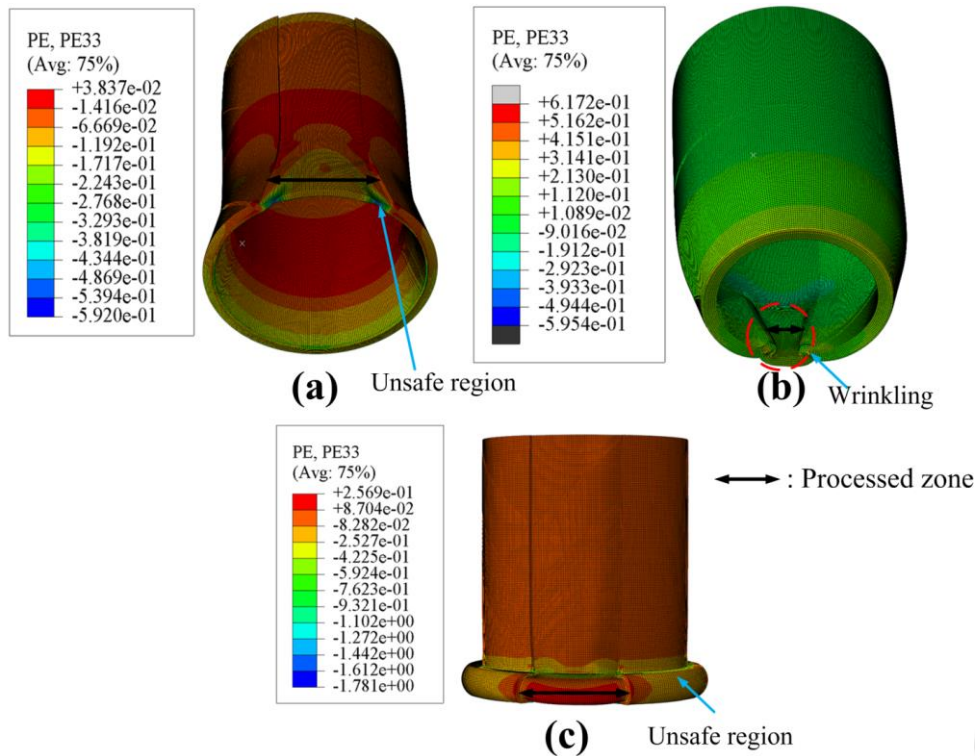 PE, PE33
(Avg: 75%)
+3.837e-02
-1.416e-02
-6.669e-02
-1.192e-01
-1.717e-01
-2.243e-01
-2.768e-01
-3.293e-01
-3.819e-01
-4.344e-01
-4.869e-01
-5.394e-01
-5.920e-01
Unsafe region
(a)
PE, PE33
(Avg: 75%)
+6.172e-01
+5.162e-01
+4.151e-01
+3.141e-01
+2.130e-01
+1.120e-01
+1.089e-02
-9.016e-02
-1.912e-01
-2.923e-01
-3.933e-01
-4.944e-01
-5.954e-01
Wrinkling
(b)
PE, PE33
(Avg: 75%)
+2.569e-01
+8.704e-02
-8.282e-02
-2.527e-01
-4.225e-01
-5.924e-01
-7.623e-01
-9.321e-01
-1.102e+00
-1.272e+00
-1.442e+00
-1.612e+00
-1.781e+00
: Processed zone
Unsafe region
(c)